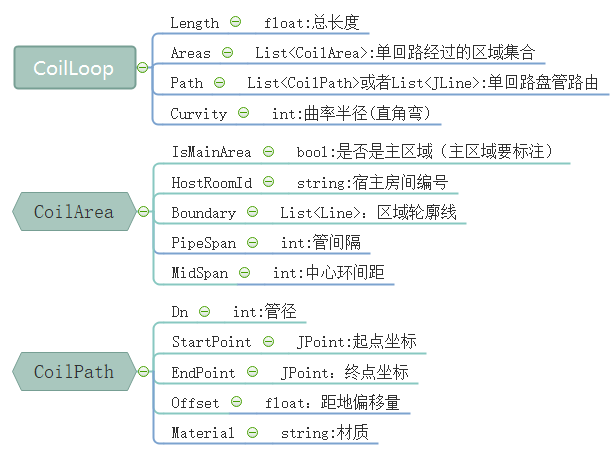 CoilLoop
Length float:总长度
Areas List<CoilArea>:单回路经过的区域集合
Path List<CoilPath>或者List<JLine>:单回路盘管路由
Curvity int:曲率半径(直角弯)
CoilArea
IsMainArea bool:是否是主区域（主区域要标注）
HostRoomId string:宿主房间编号
Boundary List<Line>：区域轮廓线
PipeSpan int:管间隔
MidSpan int:中心环间距
CoilPath
Dn int:管径
StartPoint JPoint:起点坐标
EndPoint JPoint：终点坐标
Offset float：距地偏移量
Material string:材质